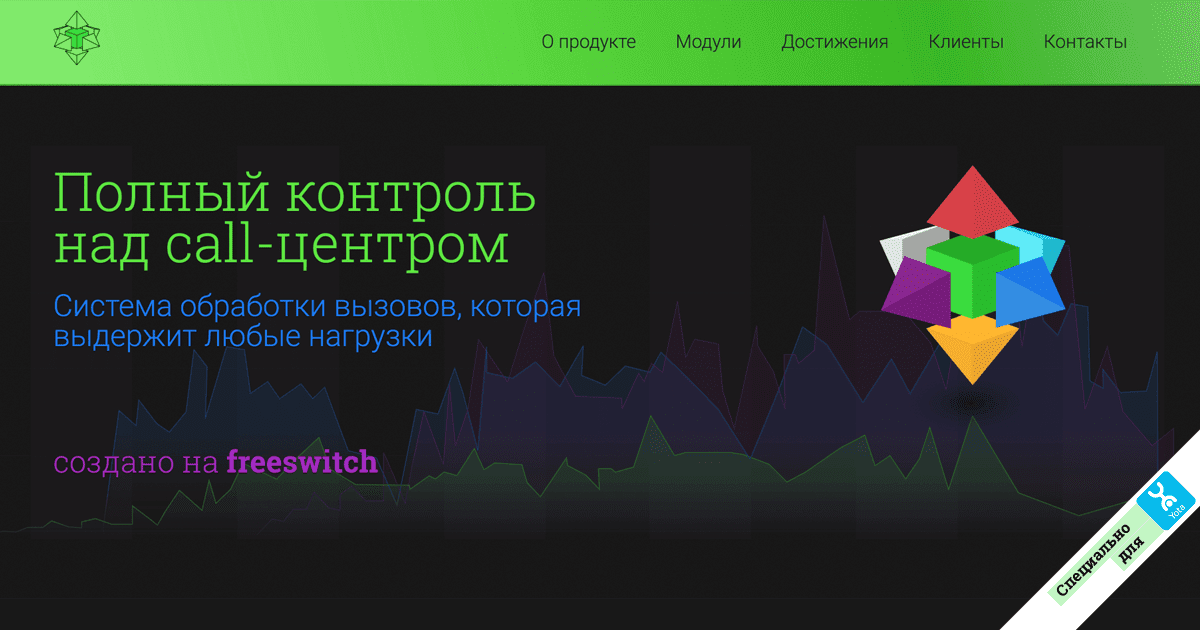 О продукте Модули Достижения Клиенты Контакты
Полный контроль
над call-центром
Система обработки вызовов, которая
выдержит любые нагрузки
создано на freeswitch
Специально
для
Yota